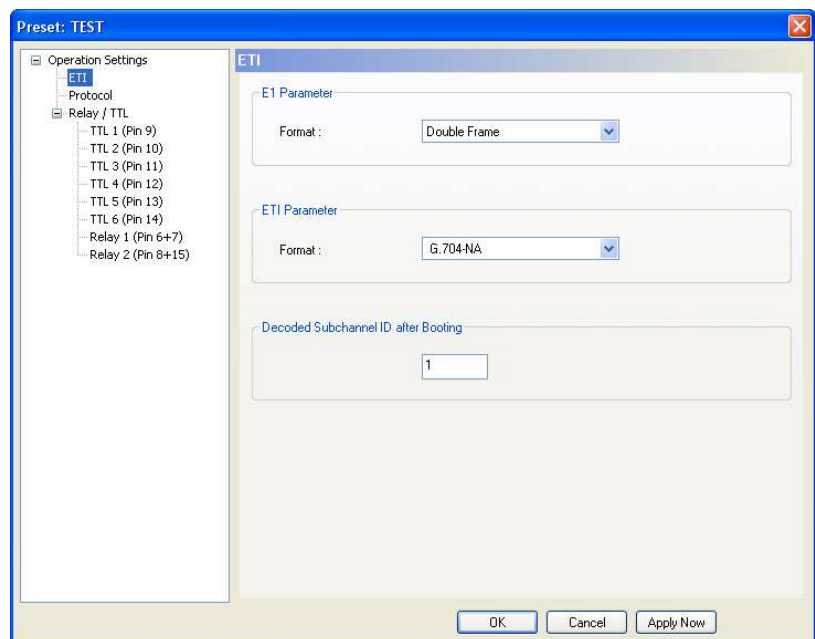 Preset: TEST
Operation Settings
ETI
Protocol
Relay / TTL
TTL 1 (Pin 9)
TTL 2 (Pin 10)
TTL 3 (Pin 11)
TTL 4 (Pin 12)
TTL 5 (Pin 13)
TTL 6 (Pin 14)
Relay 1 (Pin 6+7)
Relay 2 (Pin 8+15)
ETI
E1 Parameter
Format : Double Frame
ETI Parameter
Format : G.704-NA
Decoded Subchannel ID after Booting
1
OK Cancel Apply Now